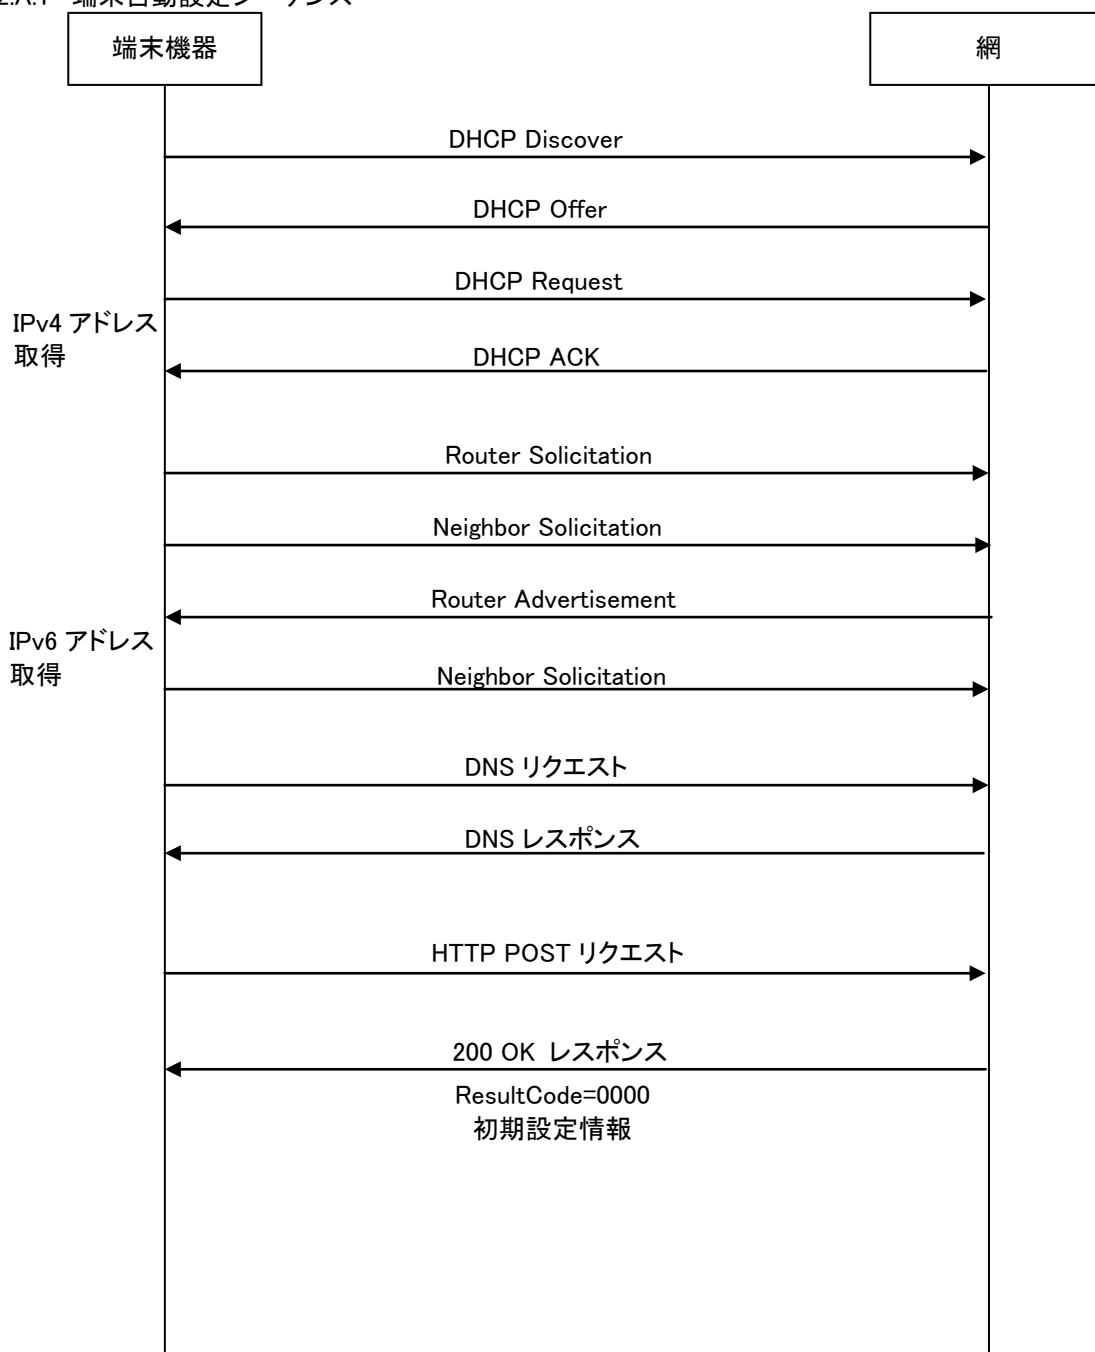 端末機器
網
DHCP Discover
DHCP Offer
DHCP Request
IPv4 アドレス
取得
DHCP ACK
Router Solicitation
Neighbor Solicitation
Router Advertisement
IPv6 アドレス
取得
Neighbor Solicitation
DNS リクエスト
DNS レスポンス
HTTP POST リクエスト
200 OK レスポンス
ResultCode=0000
初期設定情報